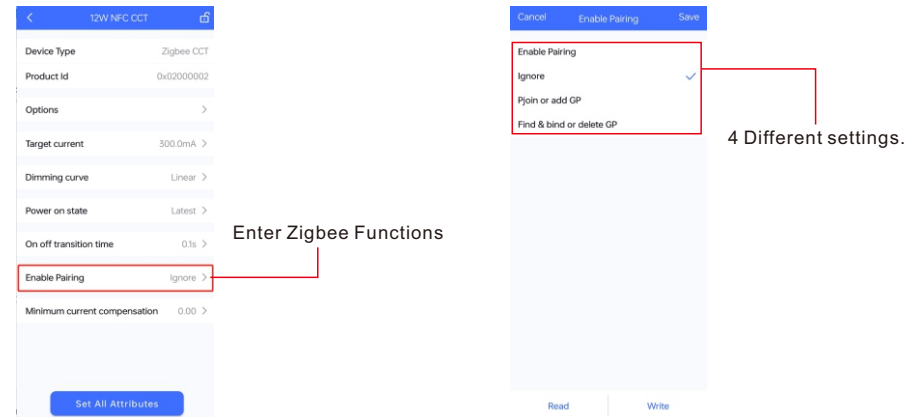 12W NFC CCT
Device Type Zigbee CCT
Product Id 0x02000002
Options
Target current 300.0mA
Dimming curve Linear
Power on state Latest
On off transition time 0.1s
Enable Pairing Ignore
Minimum current compensation 0.00
Set All Attributes
Enter Zigbee Functions
Cancel Enable Pairing Save
Enable Pairing
Ignore
Pjoin or add GP
Find & bind or delete GP
Read Write
4 Different settings.